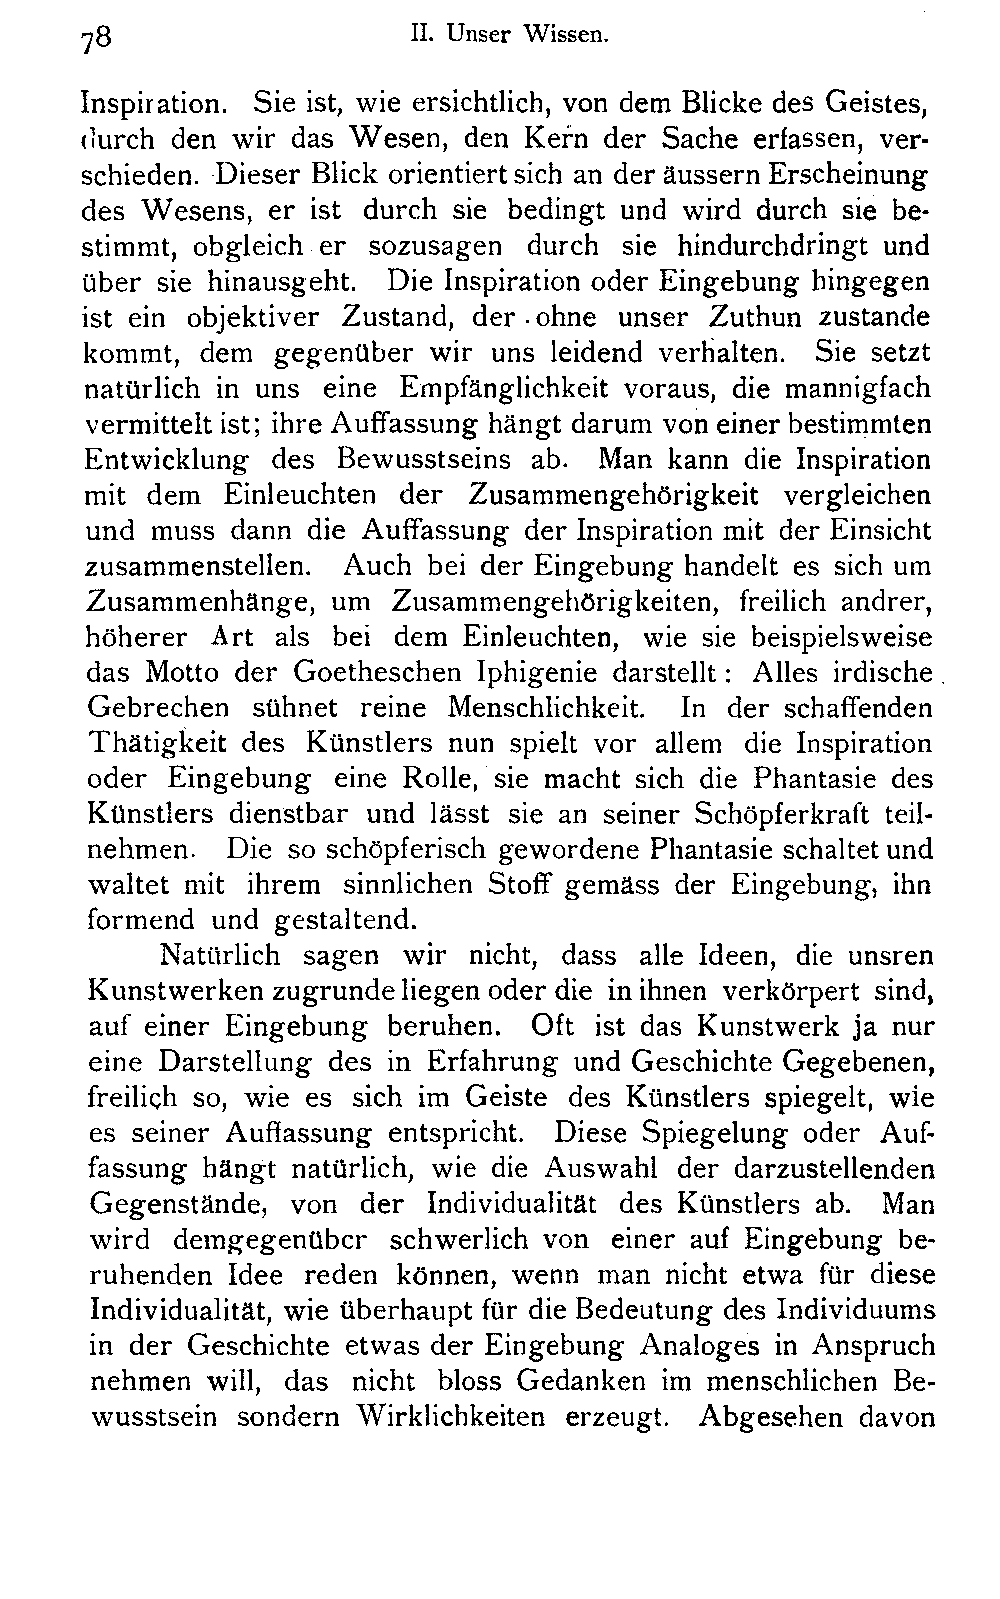 78 II. Unser Wissen.
Inspiration. Sie ist, wie ersichtlich, von dem Blicke des Geistes,
durch den wir das Wesen, den Kern der Sache erfassen, ver-
schieden. Dieser Blick orientiert sich an der äussern Erscheinung
des Wesens, er ist durch sie bedingt und wird durch sie be-
stimmt, obgleich er sozusagen durch sie hindurchdringt und
über sie hinausgeht. Die Inspiration oder Eingebung hingegen
ist ein objektiver Zustand, der ohne unser Zuthun zustande
kommt, dem gegenüber wir uns leidend verhalten. Sie setzt
natürlich in uns eine Empfänglichkeit voraus, die mannigfach
vermittelt ist; ihre Auffassung hängt darum von einer bestimmten
Entwicklung des Bewusstseins ab. Man kann die Inspiration
mit dem Einleuchten der Zusammengehörigkeit vergleichen
und muss dann die Auffassung der Inspiration mit der Einsicht
zusammenstellen. Auch bei der Eingebung handelt es sich um
Zusammenhänge, um Zusammengehörigkeiten, freilich andrer,
höherer Art als bei dem Einleuchten, wie sie beispielsweise
das Motto der Goetheschen Iphigenie darstellt: Alles irdische
Gebrechen sühnet reine Menschlichkeit. In der schaffenden
Thätigkeit des Künstlers nun spielt vor allem die Inspiration
oder Eingebung eine Rolle, sie macht sich die Phantasie des
Künstlers dienstbar und lässt sie an seiner Schöpferkraft teil-
nehmen. Die so schöpferisch gewordene Phantasie schaltet und
waltet mit ihrem sinnlichen Stoff gemäss der Eingebung, ihn
formend und gestaltend.
Natürlich sagen wir nicht, dass alle Ideen, die unsren
Kunstwerken zugrunde liegen oder die in ihnen verkörpert sind,
auf einer Eingebung beruhen. Oft ist das Kunstwerk ja nur
eine Darstellung des in Erfahrung und Geschichte Gegebenen,
freilich so, wie es sich im Geiste des Künstlers spiegelt, wie
es seiner Auffassung entspricht. Diese Spiegelung oder Auf-
fassung hängt natürlich, wie die Auswahl der darzustellenden
Gegenstände, von der Individualität des Künstlers ab. Man
wird demgegenüber schwerlich von einer auf Eingebung be-
ruhenden Idee reden können, wenn man nicht etwa für diese
Individualität, wie überhaupt für die Bedeutung des Individuums
in der Geschichte etwas der Eingebung Analoges in Anspruch
nehmen will, das nicht bloss Gedanken im menschlichen Be-
wusstsein sondern Wirklichkeiten erzeugt. Abgesehen davon